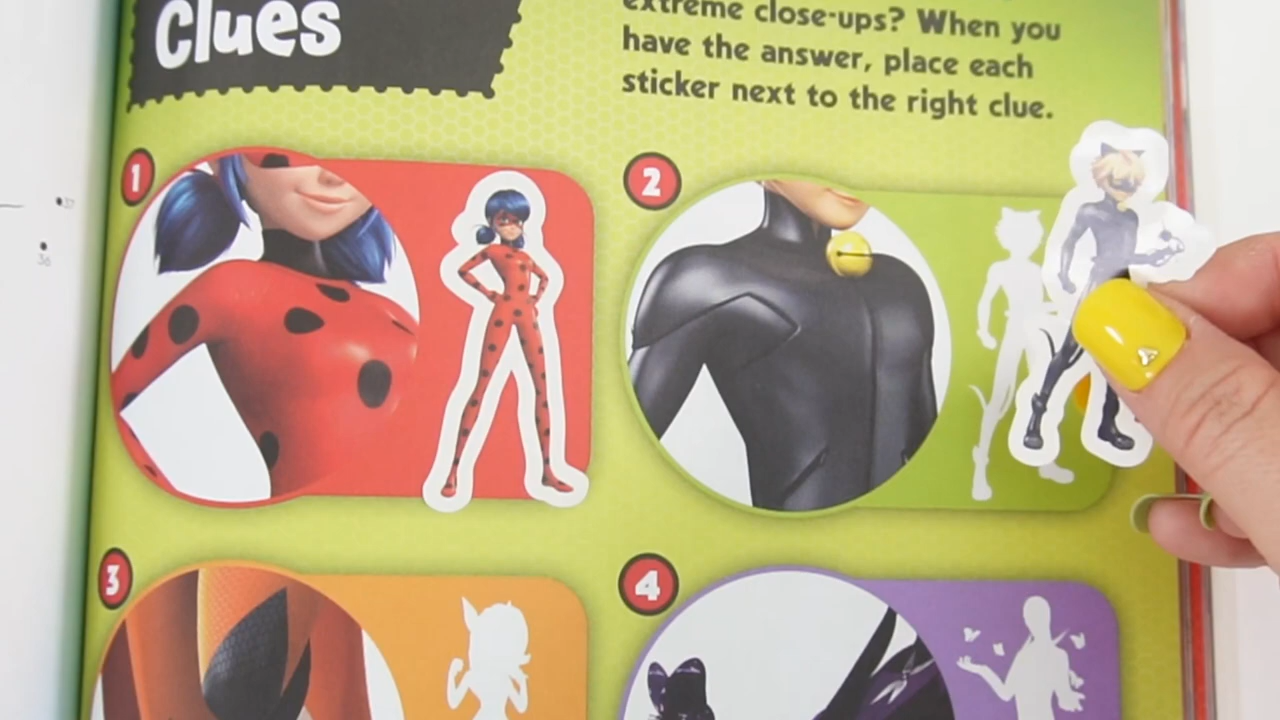 Clues
extreme close-ups? When you
have the answer, place each
sticker next to the right clue.
1
2
3
4
36